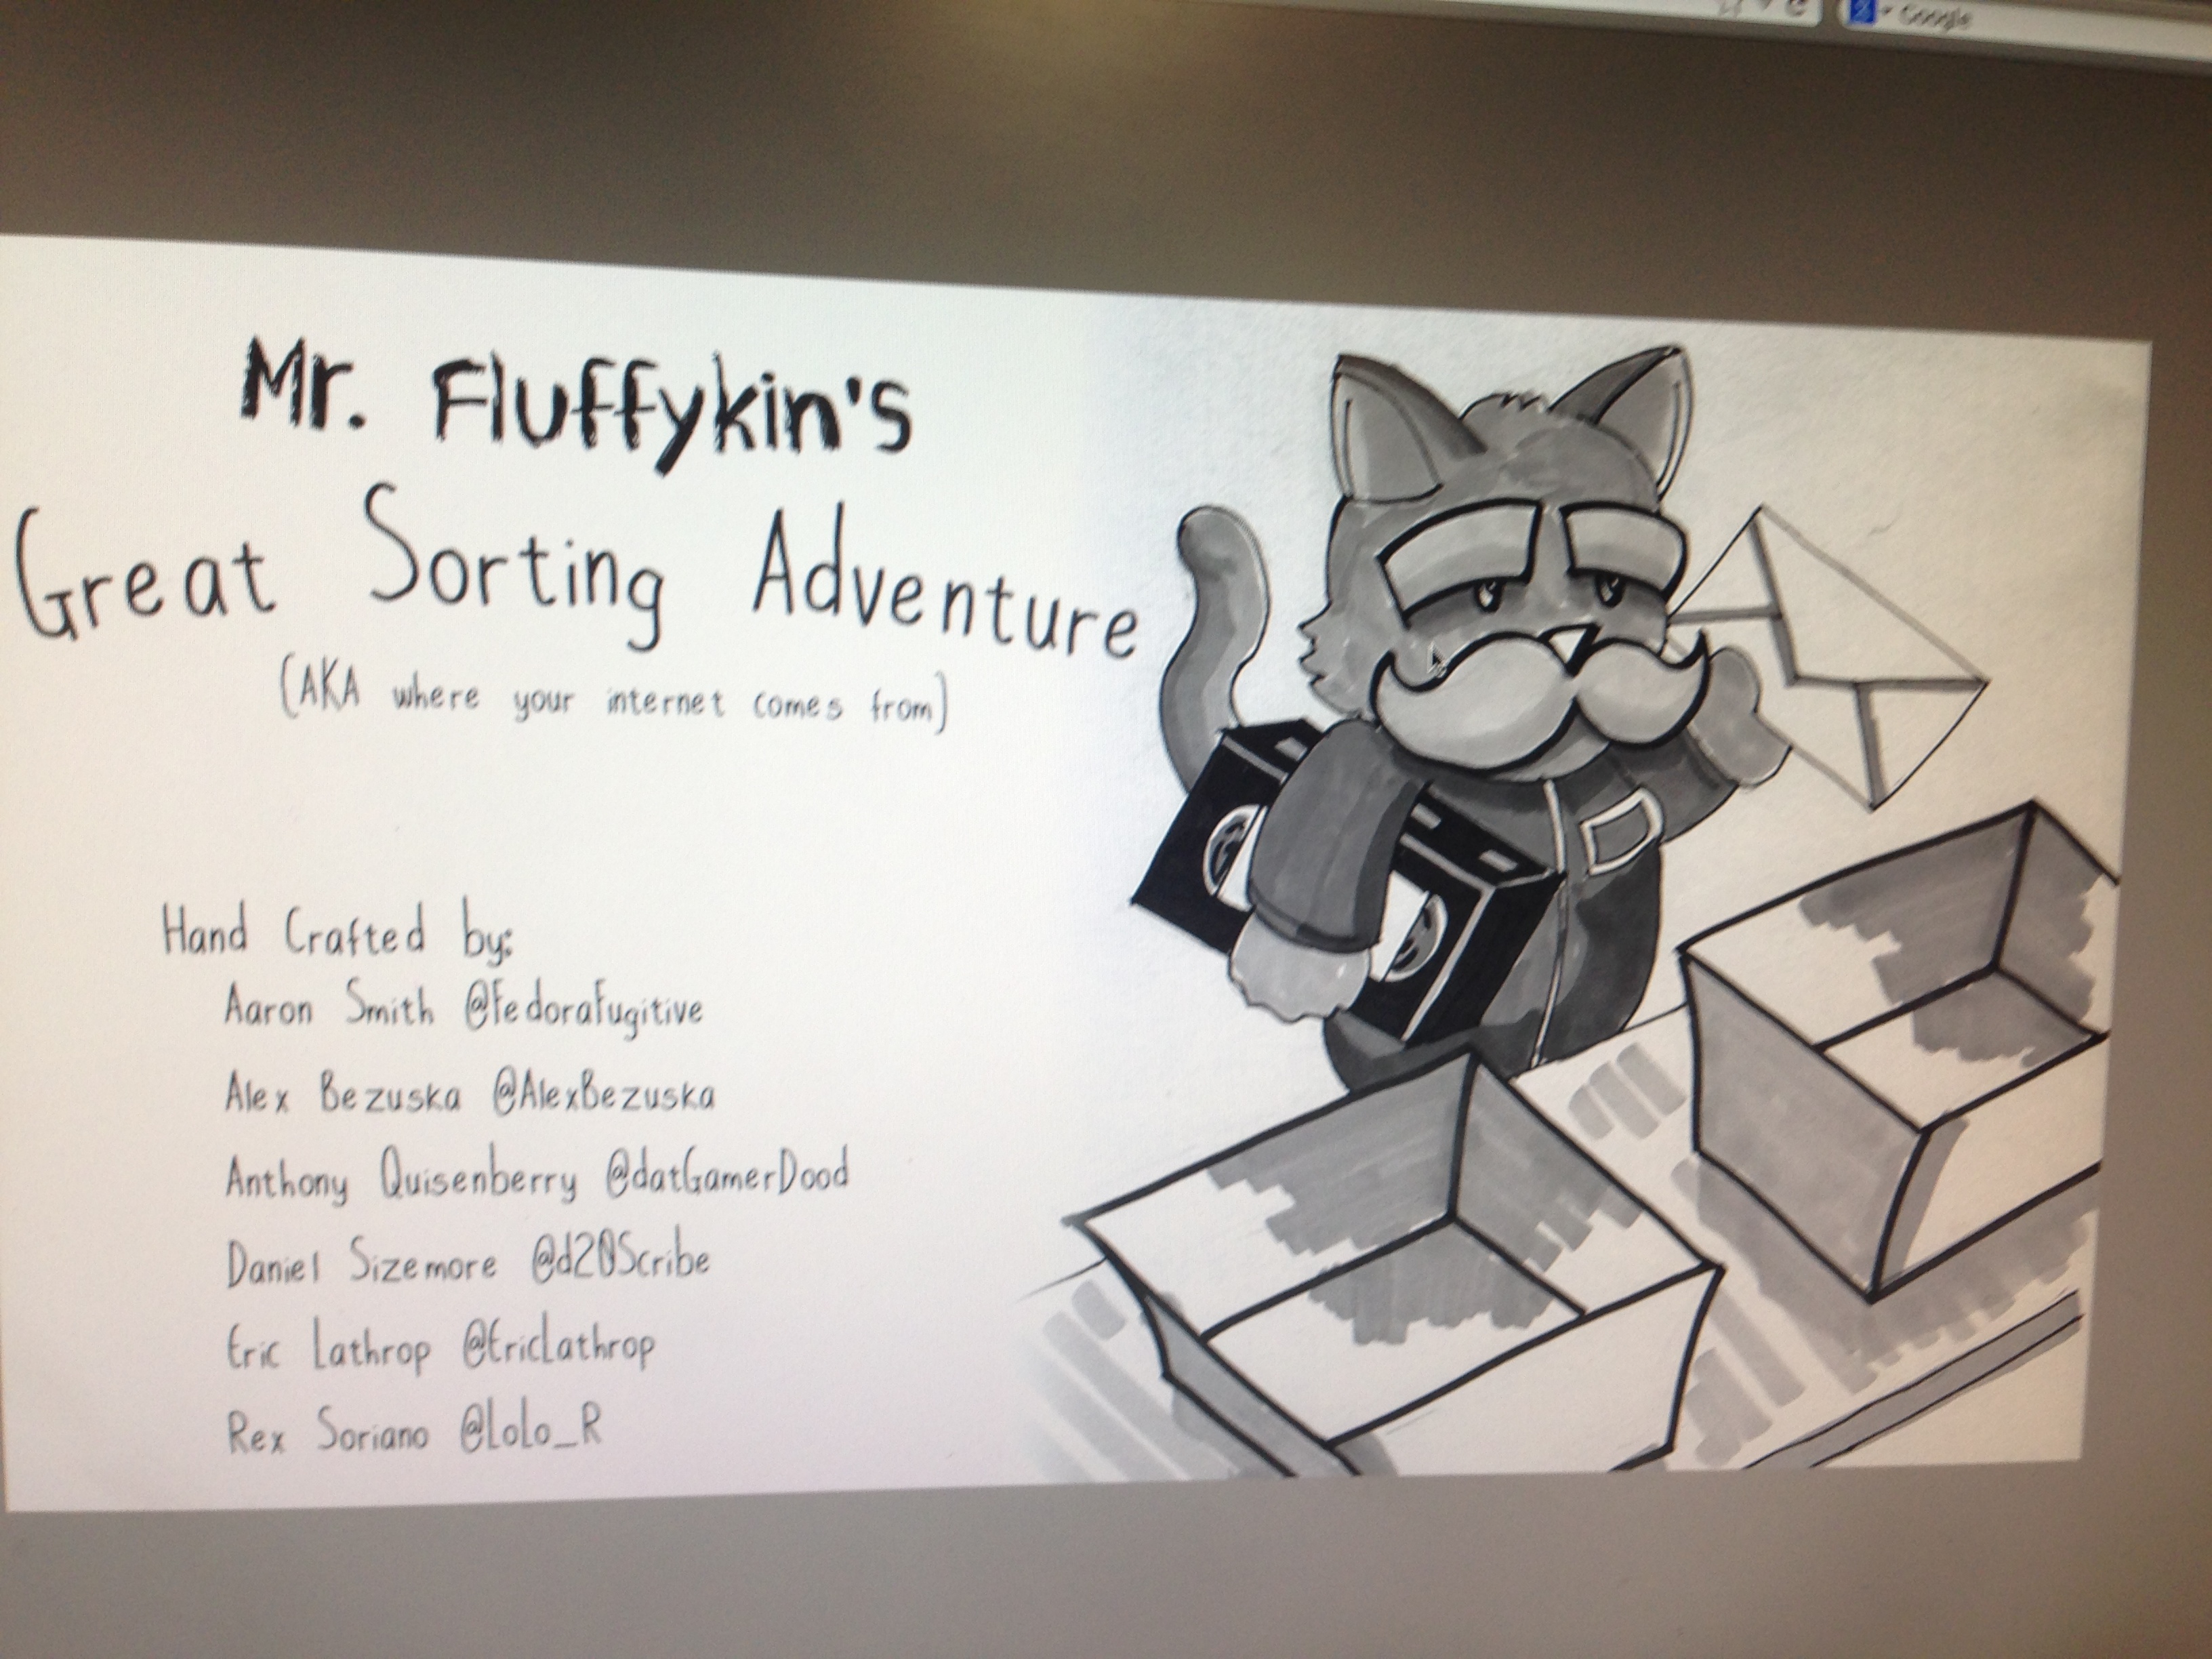 Google
Mr. Fluffykin's
Great Sorting Adventure
(AKA where your internet comes from)
Hand Crafted by:
Aaron Smith @FedoraFugitive
Alex Bezuska @AlexBezuska
Anthony Quisenberry @datGamerDood
Daniel Sizemore @d20Scribe
Eric Lathrop @EricLathrop
Rex Soriano @LoLo_R